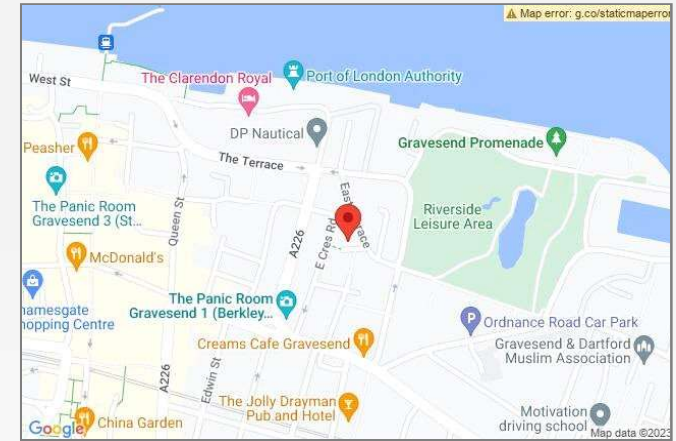 Map error: g.co/staticmaperror
West St
The Clarendon Royal
Port of London Authority
DP Nautical
Peasher
The Terrace
Gravesend Promenade
The Panic Room
Gravesend 3 (St...
Queen St
East Terrace
A226
E Cres Rd
Riverside
Leisure Area
McDonald's
The Panic Room
Gravesend 1 (Berkley...
hamesgate
hopping Centre
Ordnance Road Car Park
Creams Cafe Gravesend
Gravesend & Dartford
Muslim Association
A226
Edwin St
The Jolly Drayman
Pub and Hotel
China Garden
Motivation
driving school
Google
Map data ©2023